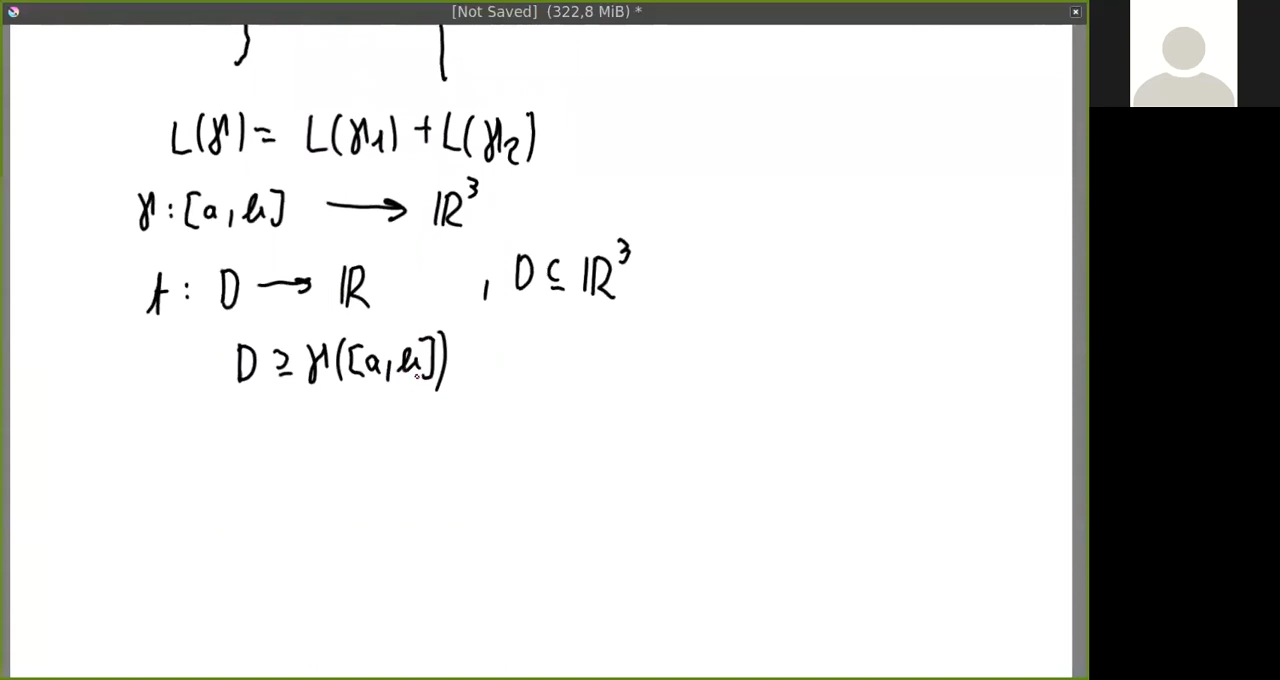 [Not Saved] (322,8 MiB) *
L(γ) = L(γ1) + L(γ2)
γ : [a, b] ⟶ ℝ³
f : D ⟶ ℝ , D ⊆ ℝ³
D ⊇ γ([a, b])